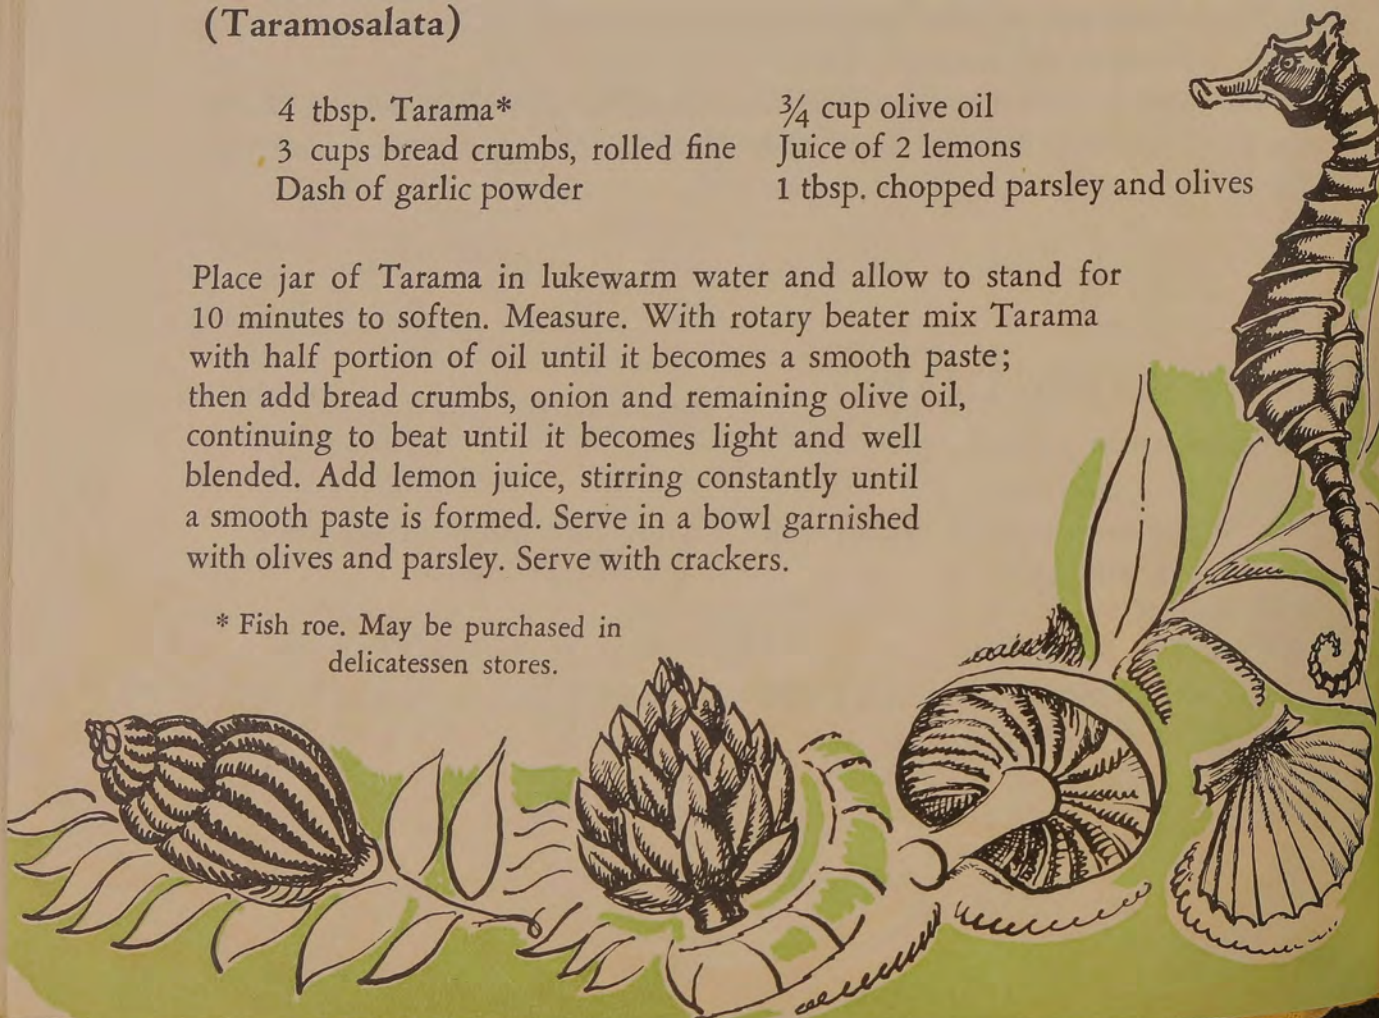 (Taramosalata)
4 tbsp. Tarama*
3 cups bread crumbs, rolled fine
Dash of garlic powder
¾ cup olive oil
Juice of 2 lemons
1 tbsp. chopped parsley and olives
Place jar of Tarama in lukewarm water and allow to stand for
10 minutes to soften. Measure. With rotary beater mix Tarama
with half portion of oil until it becomes a smooth paste;
then add bread crumbs, onion and remaining olive oil,
continuing to beat until it becomes light and well
blended. Add lemon juice, stirring constantly until
a smooth paste is formed. Serve in a bowl garnished
with olives and parsley. Serve with crackers.
* Fish roe. May be purchased in
delicatessen stores.